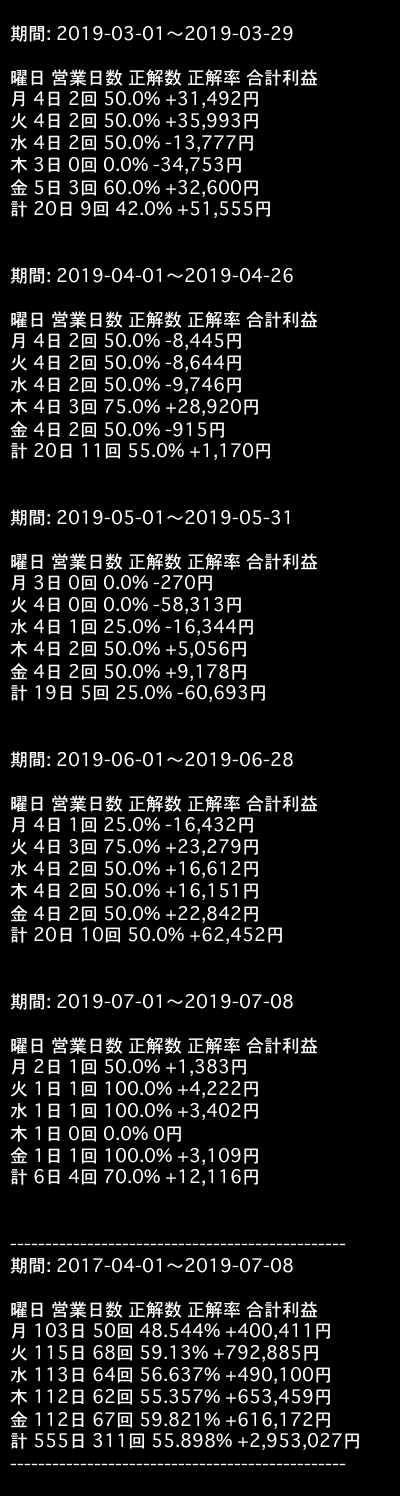 期間: 2019-03-01〜2019-03-29
曜日 営業日数 正解数 正解率 合計利益
月 4日 2回 50.0% +31,492円
火 4日 2回 50.0% +35,993円
水 4日 2回 50.0% -13,777円
木 3日 0回 0.0% -34,753円
金 5日 3回 60.0% +32,600円
計 20日 9回 42.0% +51,555円
期間: 2019-04-01〜2019-04-26
曜日 営業日数 正解数 正解率 合計利益
月 4日 2回 50.0% -8,445円
火 4日 2回 50.0% -8,644円
水 4日 2回 50.0% -9,746円
木 4日 3回 75.0% +28,920円
金 4日 2回 50.0% -915円
計 20日 11回 55.0% +1,170円
期間: 2019-05-01〜2019-05-31
曜日 営業日数 正解数 正解率 合計利益
月 3日 0回 0.0% -270円
火 4日 0回 0.0% -58,313円
水 4日 1回 25.0% -16,344円
木 4日 2回 50.0% +5,056円
金 4日 2回 50.0% +9,178円
計 19日 5回 25.0% -60,693円
期間: 2019-06-01〜2019-06-28
曜日 営業日数 正解数 正解率 合計利益
月 4日 1回 25.0% -16,432円
火 4日 3回 75.0% +23,279円
水 4日 2回 50.0% +16,612円
木 4日 2回 50.0% +16,151円
金 4日 2回 50.0% +22,842円
計 20日 10回 50.0% +62,452円
期間: 2019-07-01〜2019-07-08
曜日 営業日数 正解数 正解率 合計利益
月 2日 1回 50.0% +1,383円
火 1日 1回 100.0% +4,222円
水 1日 1回 100.0% +3,402円
木 1日 0回 0.0% 0円
金 1日 1回 100.0% +3,109円
計 6日 4回 70.0% +12,116円
------------------------------------------------
期間: 2017-04-01〜2019-07-08
曜日 営業日数 正解数 正解率 合計利益
月 103日 50回 48.544% +400,411円
火 115日 68回 59.13% +792,885円
水 113日 64回 56.637% +490,100円
木 112日 62回 55.357% +653,459円
金 112日 67回 59.821% +616,172円
計 555日 311回 55.898% +2,953,027円
------------------------------------------------